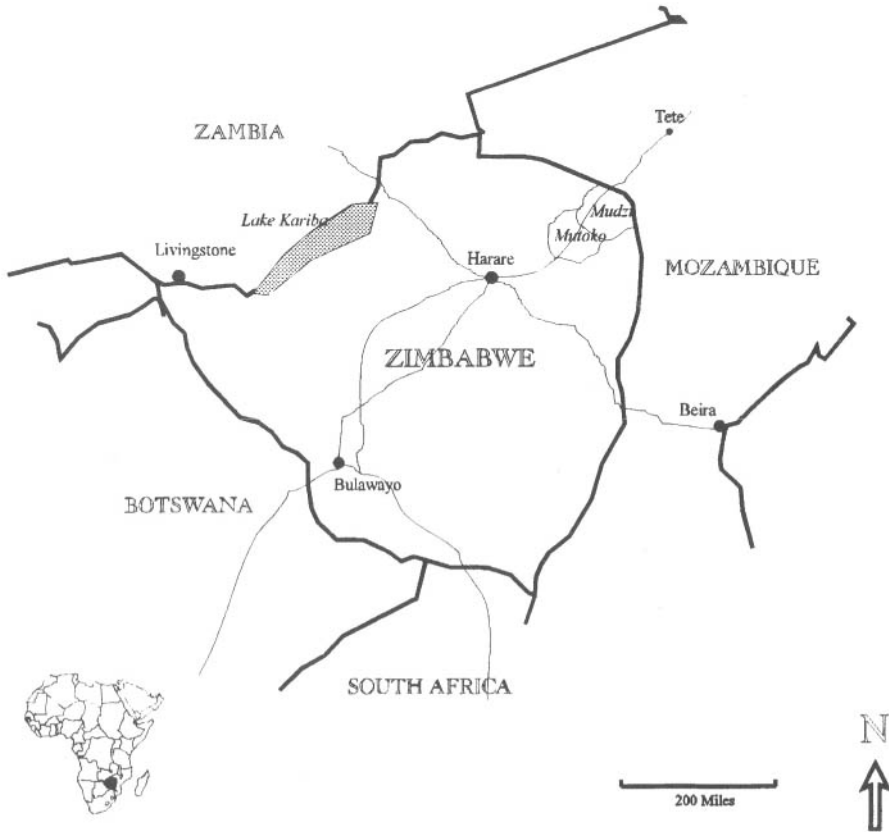 Tete
ZAMBIA
Mudzi
Lake Kariba
Mutoko
Livingstone
Harare
MOZAMBIQUE
ZIMBABWE
Beira
Bulawayo
BOTSWANA
SOUTH AFRICA
N
200 Miles